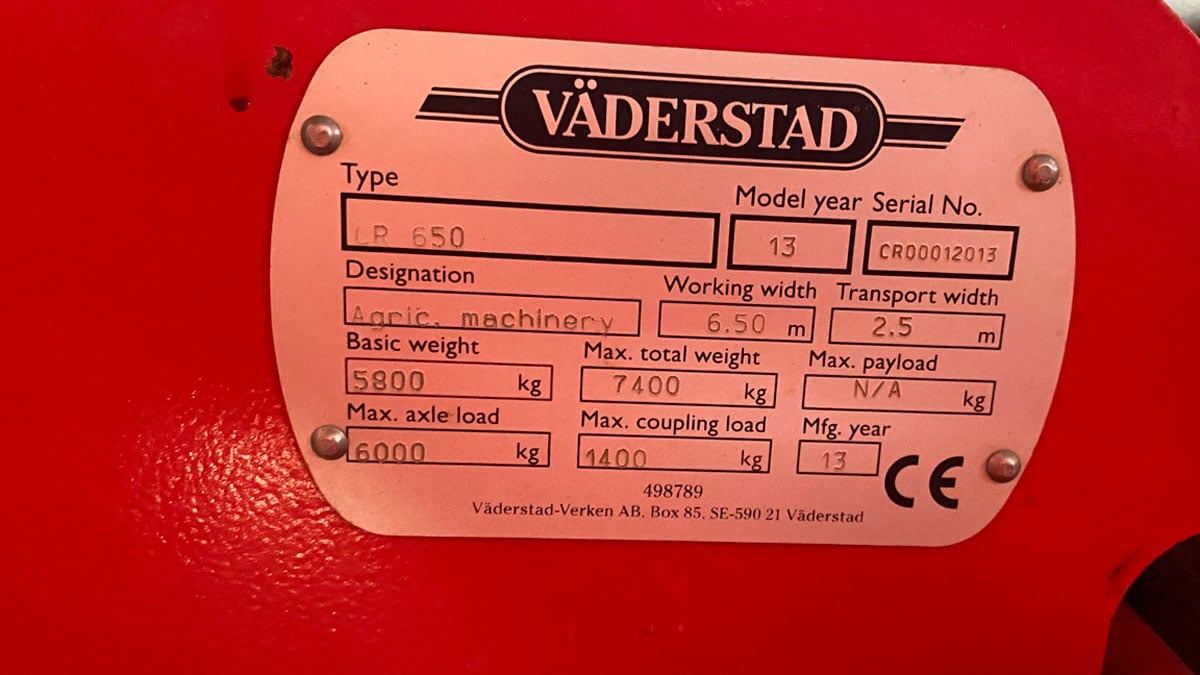 VÄDERSTAD
Type
CR 650
Model year
13
Serial No.
CR00012013
Designation
Agric. machinery
Working width
6.50 m
Transport width
2.5 m
Basic weight
5800 kg
Max. total weight
7400 kg
Max. payload
N/A kg
Max. axle load
6000 kg
Max. coupling load
1400 kg
Mfg. year
13
CE
498789
Väderstad-Verken AB, Box 85, SE-590 21 Väderstad